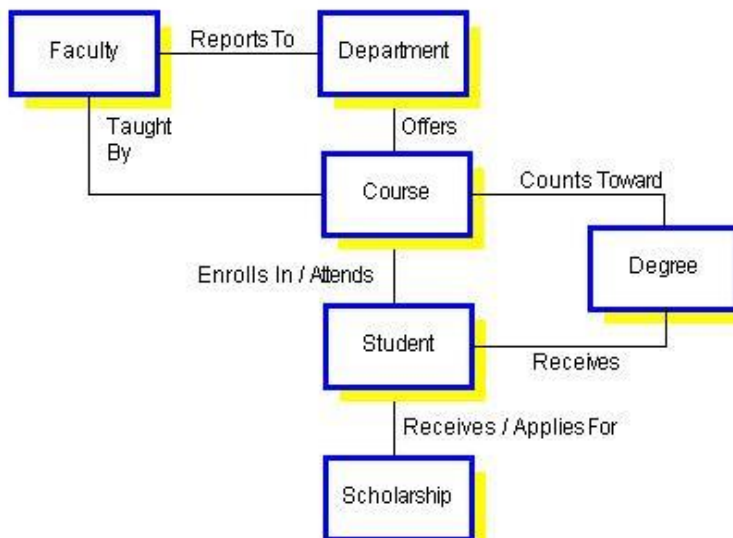 Faculty
Reports To
Department
Taught
By
Offers
Course
Counts Toward
Enrolls In / Attends
Degree
Student
Receives
Receives / Applies For
Scholarship